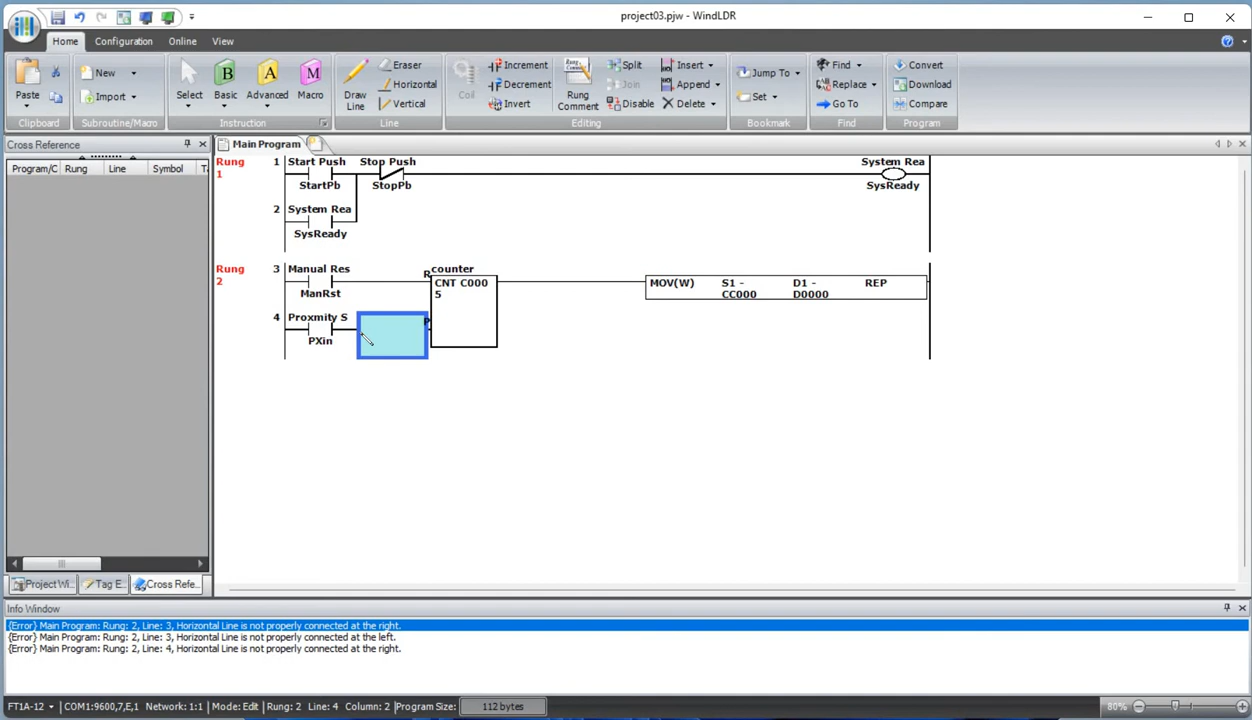 project03.pjw - WindLDR
Home
Configuration
Online
View
Paste
Clipboard
New
Import
Subroutine/Macro
Select
B
Basic
A
Advanced
M
Macro
Instruction
Draw Line
Eraser
Horizontal
Vertical
Line
Coil
Increment
Decrement
Invert
Rung Comment
Split
Join
Disable
Insert
Append
Delete
Editing
Jump To
Set
Bookmark
Find
Replace
Go To
Find
Convert
Download
Compare
Program
Cross Reference
Program/C Rung Line Symbol Ta
Main Program
Rung 1
1
Start Push
StartPb
Stop Push
StopPb
System Rea
SysReady
2
System Rea
SysReady
Rung 2
3
Manual Res
ManRst
R
counter
CNT C000
5
MOV(W) S1 - D1 - REP
CC000 D0000
4
Proxmity S
PXin
P
Project Wi...
Tag E...
Cross Refe...
Info Window
{Error} Main Program: Rung: 2, Line: 3, Horizontal Line is not properly connected at the right.
{Error} Main Program: Rung: 2, Line: 3, Horizontal Line is not properly connected at the left.
{Error} Main Program: Rung: 2, Line: 4, Horizontal Line is not properly connected at the right.
FT1A-12 COM1:9600,7,E,1 Network: 1:1 Mode: Edit Rung: 2 Line: 4 Column: 2 Program Size: 112 bytes 80%